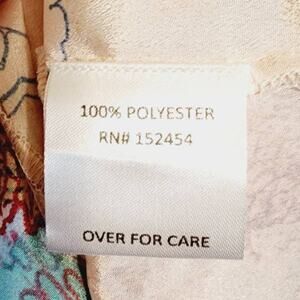 100% POLYESTER
RN# 152454
OVER FOR CARE